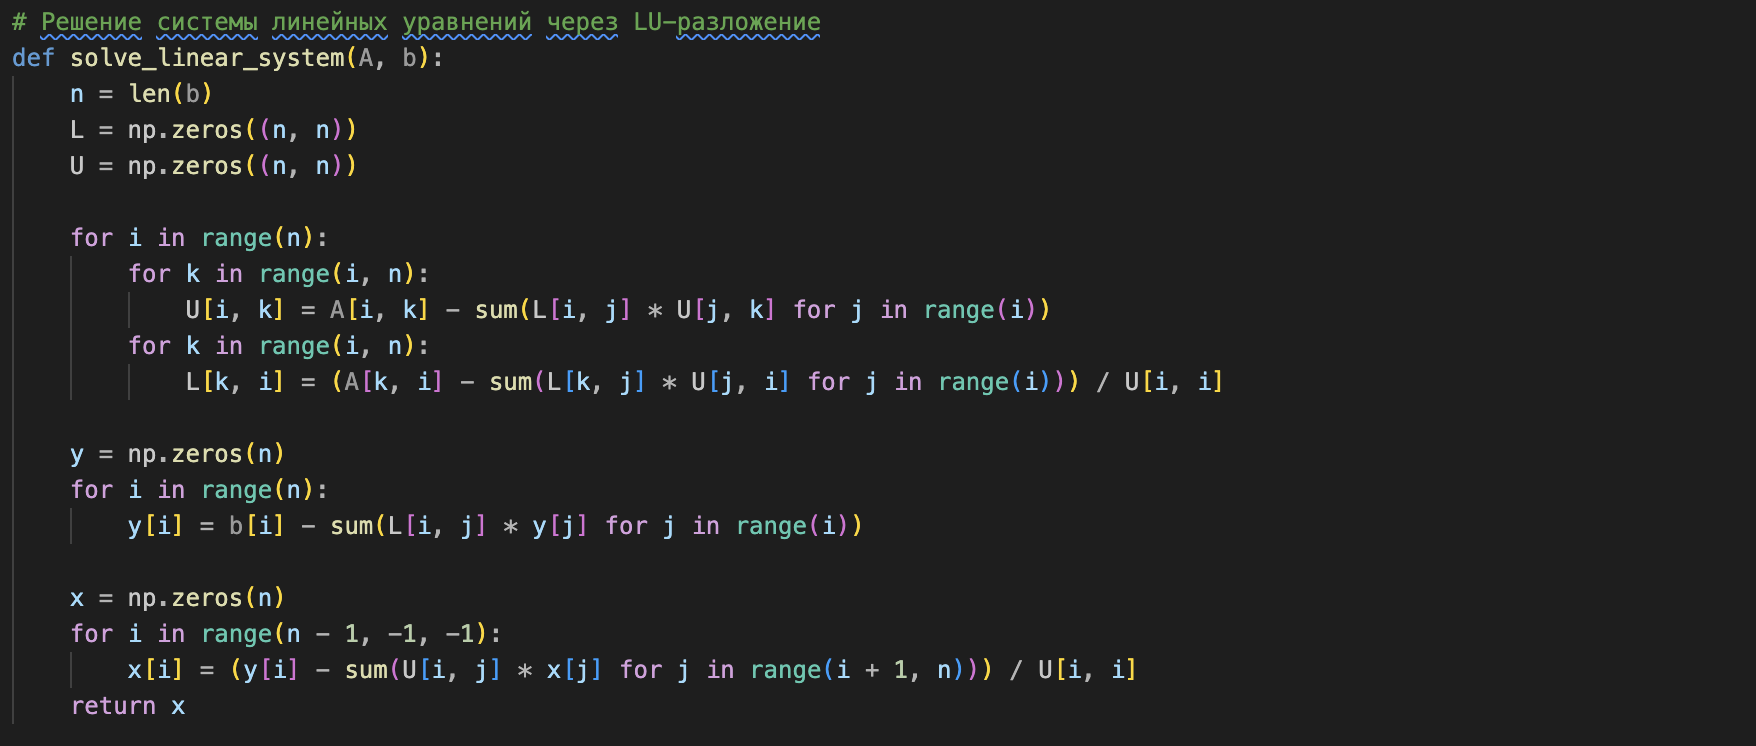 # Решение системы линейных уравнений через LU-разложение
def solve_linear_system(A, b):
    n = len(b)
    L = np.zeros((n, n))
    U = np.zeros((n, n))
    for i in range(n):
        for k in range(i, n):
            U[i, k] = A[i, k] - sum(L[i, j] * U[j, k] for j in range(i))
        for k in range(i, n):
            L[k, i] = (A[k, i] - sum(L[k, j] * U[j, i] for j in range(i))) / U[i, i]
    y = np.zeros(n)
    for i in range(n):
        y[i] = b[i] - sum(L[i, j] * y[j] for j in range(i))
    x = np.zeros(n)
    for i in range(n - 1, -1, -1):
        x[i] = (y[i] - sum(U[i, j] * x[j] for j in range(i + 1, n))) / U[i, i]
    return x